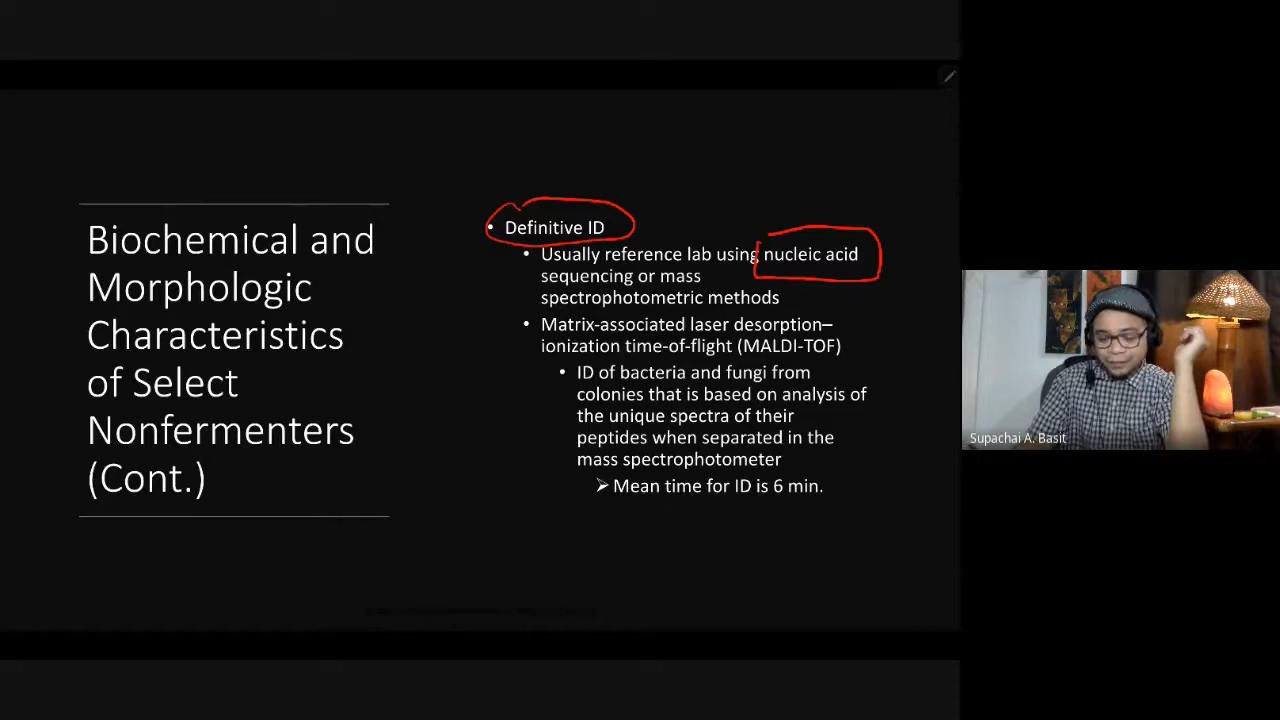 Biochemical and
Morphologic
Characteristics
of Select
Nonfermenters
(Cont.)
• Definitive ID
• Usually reference lab using nucleic acid
sequencing or mass
spectrophotometric methods
• Matrix-associated laser desorption–
ionization time-of-flight (MALDI-TOF)
• ID of bacteria and fungi from
colonies that is based on analysis of
the unique spectra of their
peptides when separated in the
mass spectrophotometer
➢ Mean time for ID is 6 min.
Supachai A. Basit